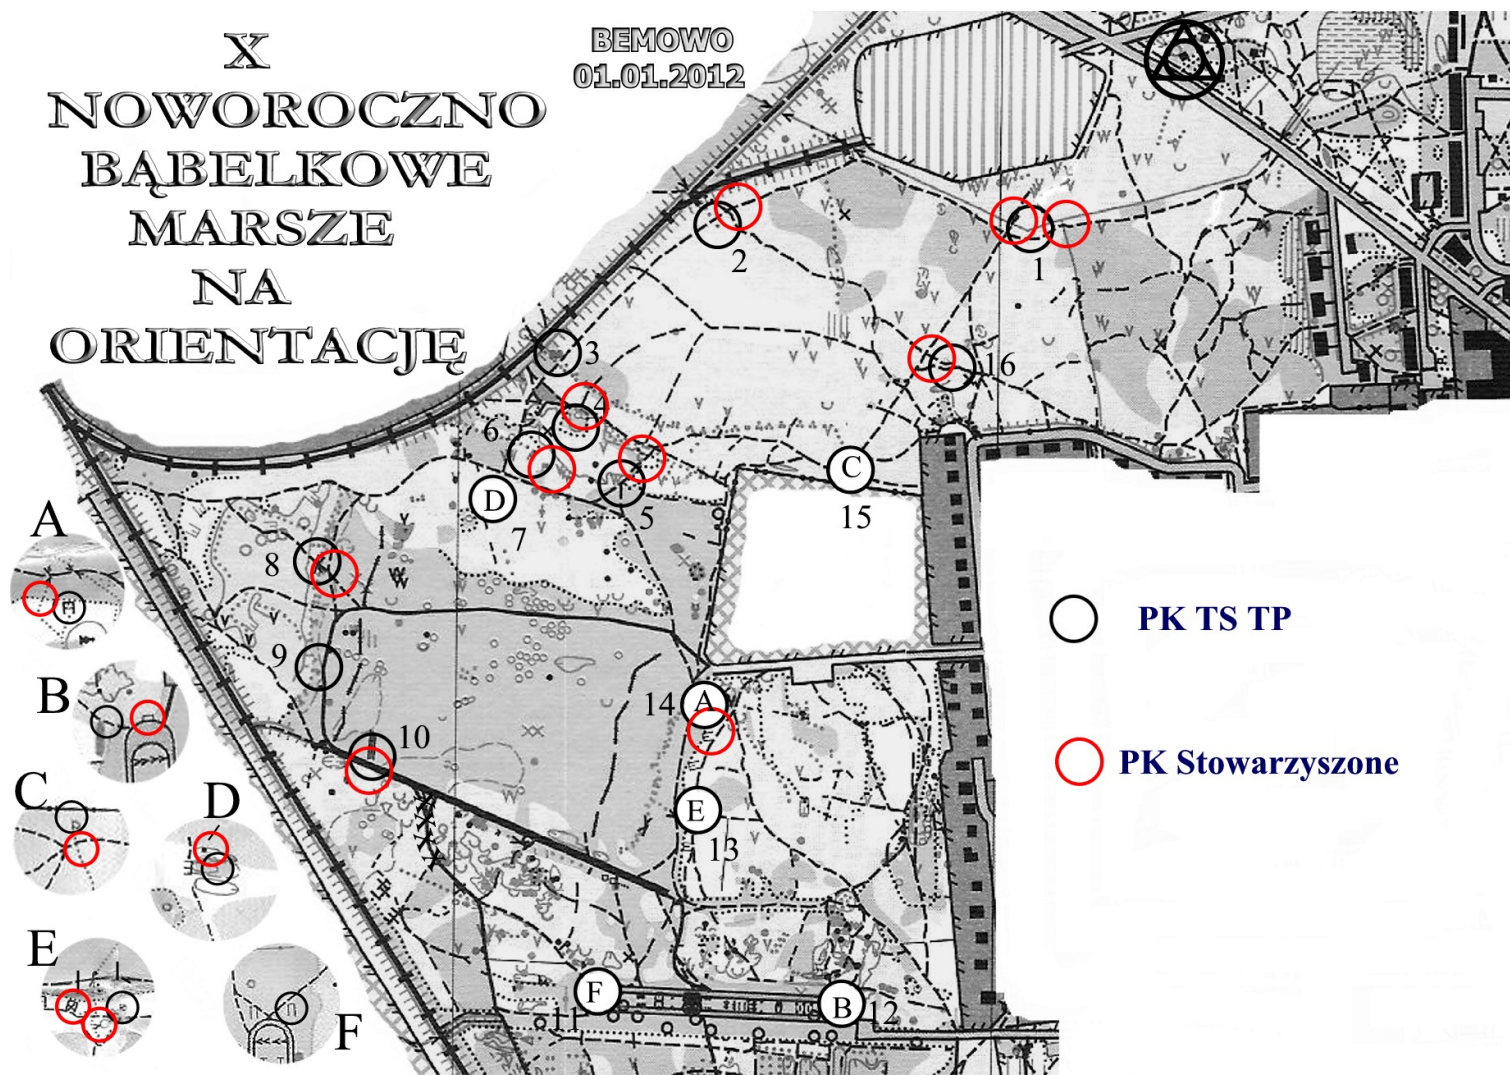 X
NOWOROCZNO
BĄBELKOWE
MARSZE
NA
ORIENTACJĘ
BEMOWO
01.01.2012
1
2
3
4
5
6
D
7
8
9
10
16
C
15
14
A
E
13
F
11
B
12
A
B
C
D
E
F
PK TS TP
PK Stowarzyszone